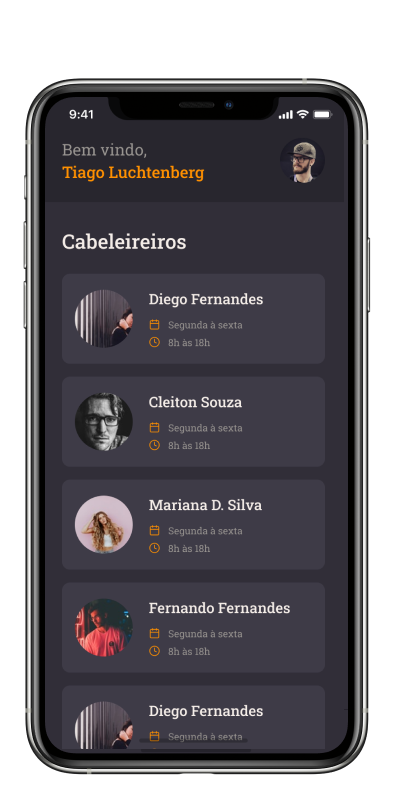 9:41
Bem vindo,
Tiago Luchtenberg
Cabeleireiros
Diego Fernandes
Segunda à sexta
8h às 18h
Cleiton Souza
Segunda à sexta
8h às 18h
Mariana D. Silva
Segunda à sexta
8h às 18h
Fernando Fernandes
Segunda à sexta
8h às 18h
Diego Fernandes
Segunda à sexta